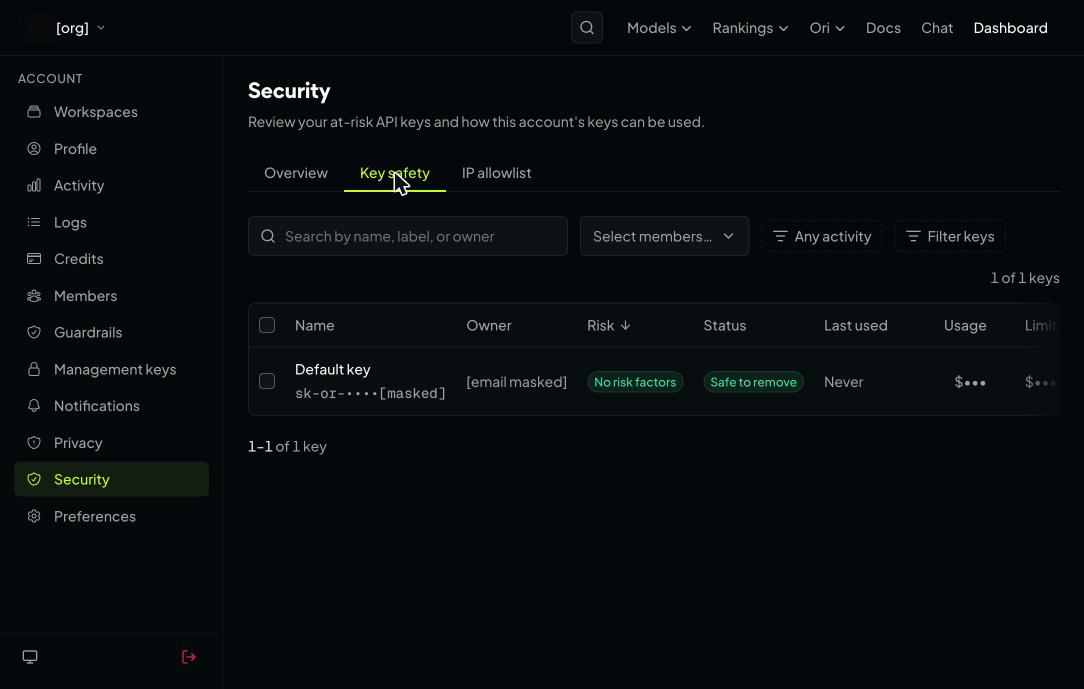 [org]
Models
Rankings
Ori
Docs
Chat
Dashboard
ACCOUNT
Workspaces
Profile
Activity
Logs
Credits
Members
Guardrails
Management keys
Notifications
Privacy
Security
Preferences
Security
Review your at-risk API keys and how this account's keys can be used.
Overview
Key safety
IP allowlist
Search by name, label, or owner
Select members...
Any activity
Filter keys
1 of 1 keys
Name Owner Risk ↓ Status Last used Usage Limit
Default key
sk-or-····[masked]
[email masked]
No risk factors
Safe to remove
Never
$•••
$•••
1-1 of 1 key